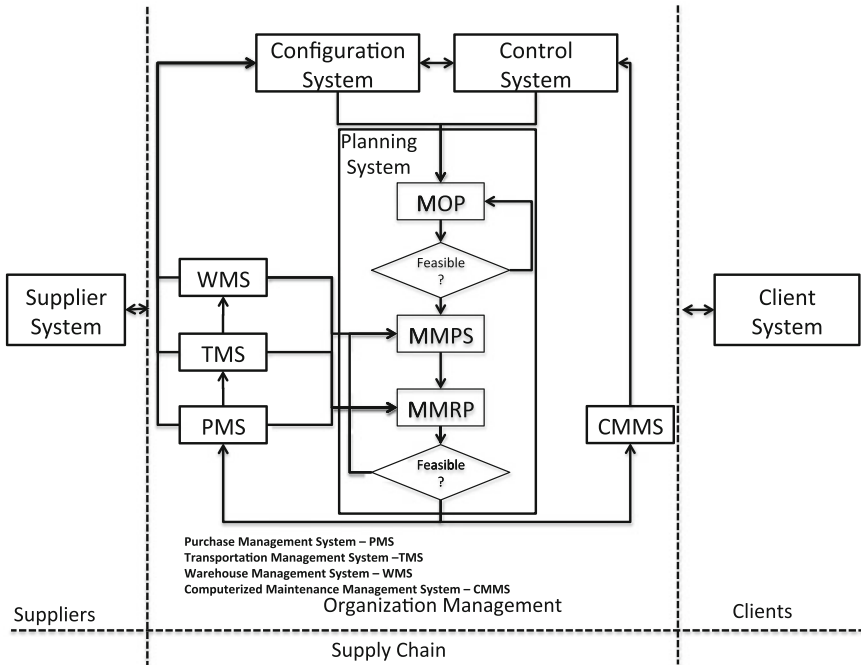 Configuration
System
Control
System
Planning
System
MOP
Feasible
?
WMS
Supplier
System
Client
System
MMPS
TMS
MMRP
PMS
CMMS
Feasible
?
Purchase Management System – PMS
Transportation Management System –TMS
Warehouse Management System – WMS
Computerized Maintenance Management System – CMMS
Suppliers
Organization Management
Clients
Supply Chain